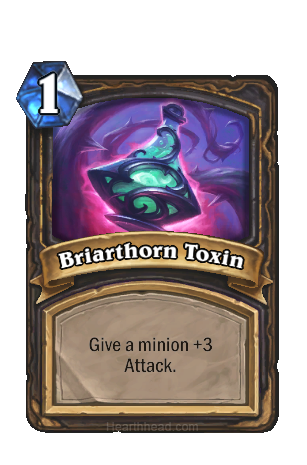 1
Briarthorn Toxin
Give a minion +3
Attack.
Hearthhead.com